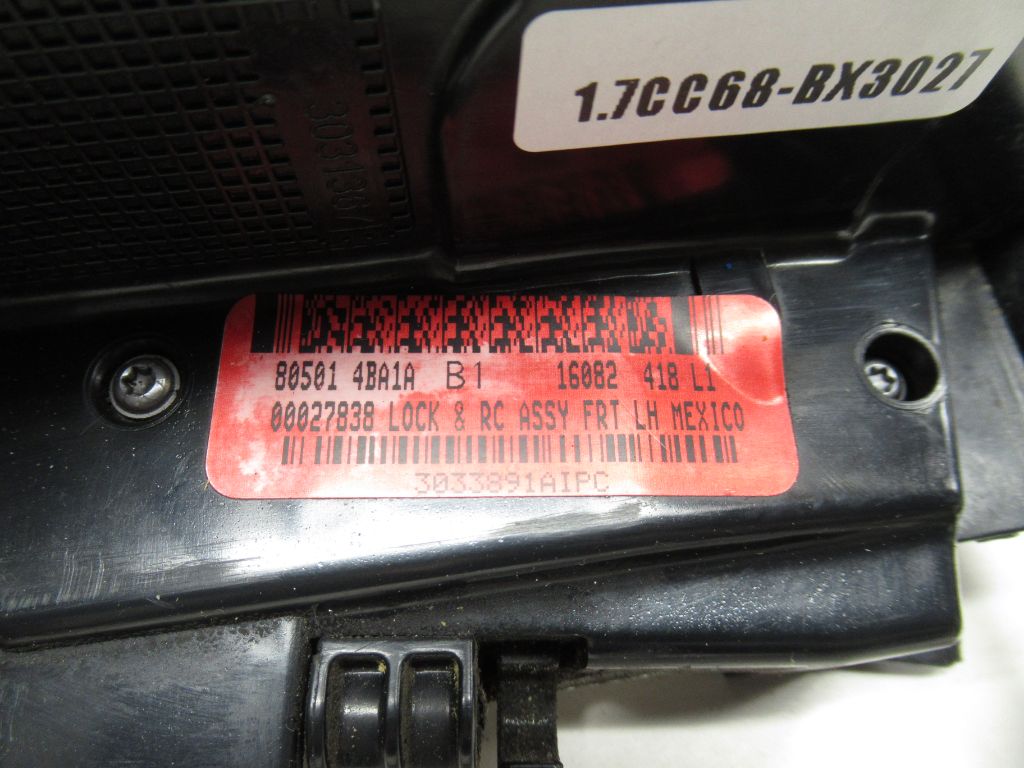 1.7CC68-BX3027
80501 4BA1A B1 16082 418 L1
00027838 LOCK & RC ASSY FRT LH MEXICO
3033891AIPC